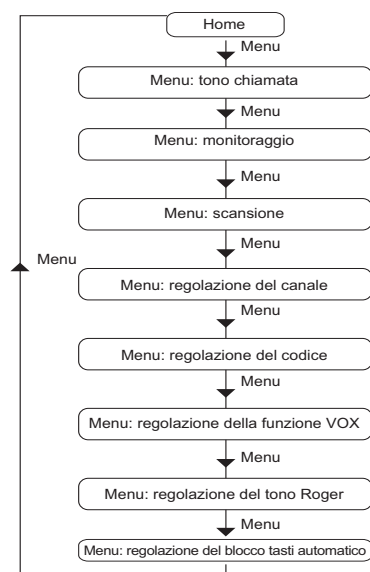 Home
Menu
Menu: tono chiamata
Menu
Menu: monitoraggio
Menu
Menu: scansione
Menu
Menu
Menu: regolazione del canale
Menu
Menu: regolazione del codice
Menu
Menu: regolazione della funzione VOX
Menu
Menu: regolazione del tono Roger
Menu
Menu: regolazione del blocco tasti automatico